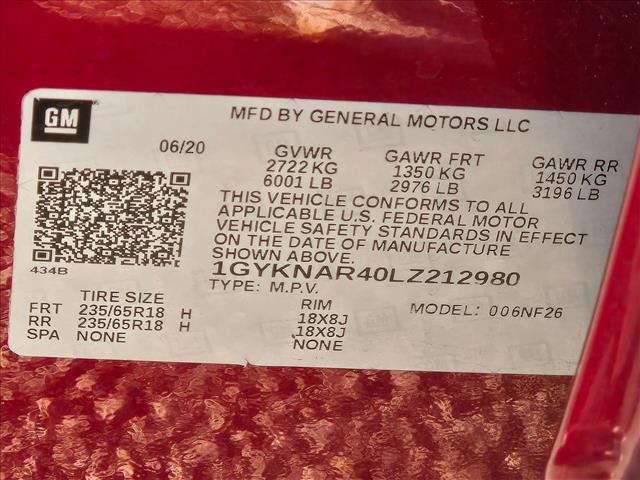 GM
MFD BY GENERAL MOTORS LLC
06/20
GVWR
2722 KG
6001 LB
GAWR FRT
1350 KG
2976 LB
GAWR RR
1450 KG
3196 LB
THIS VEHICLE CONFORMS TO ALL
APPLICABLE U.S. FEDERAL MOTOR
VEHICLE SAFETY STANDARDS IN EFFECT
ON THE DATE OF MANUFACTURE
SHOWN ABOVE.
434B
1GYKNAR40LZ212980
TYPE: M.P.V.
MODEL: 006NF26
TIRE SIZE
RIM
FRT 235/65R18 H 18X8J
RR 235/65R18 H 18X8J
SPA NONE NONE